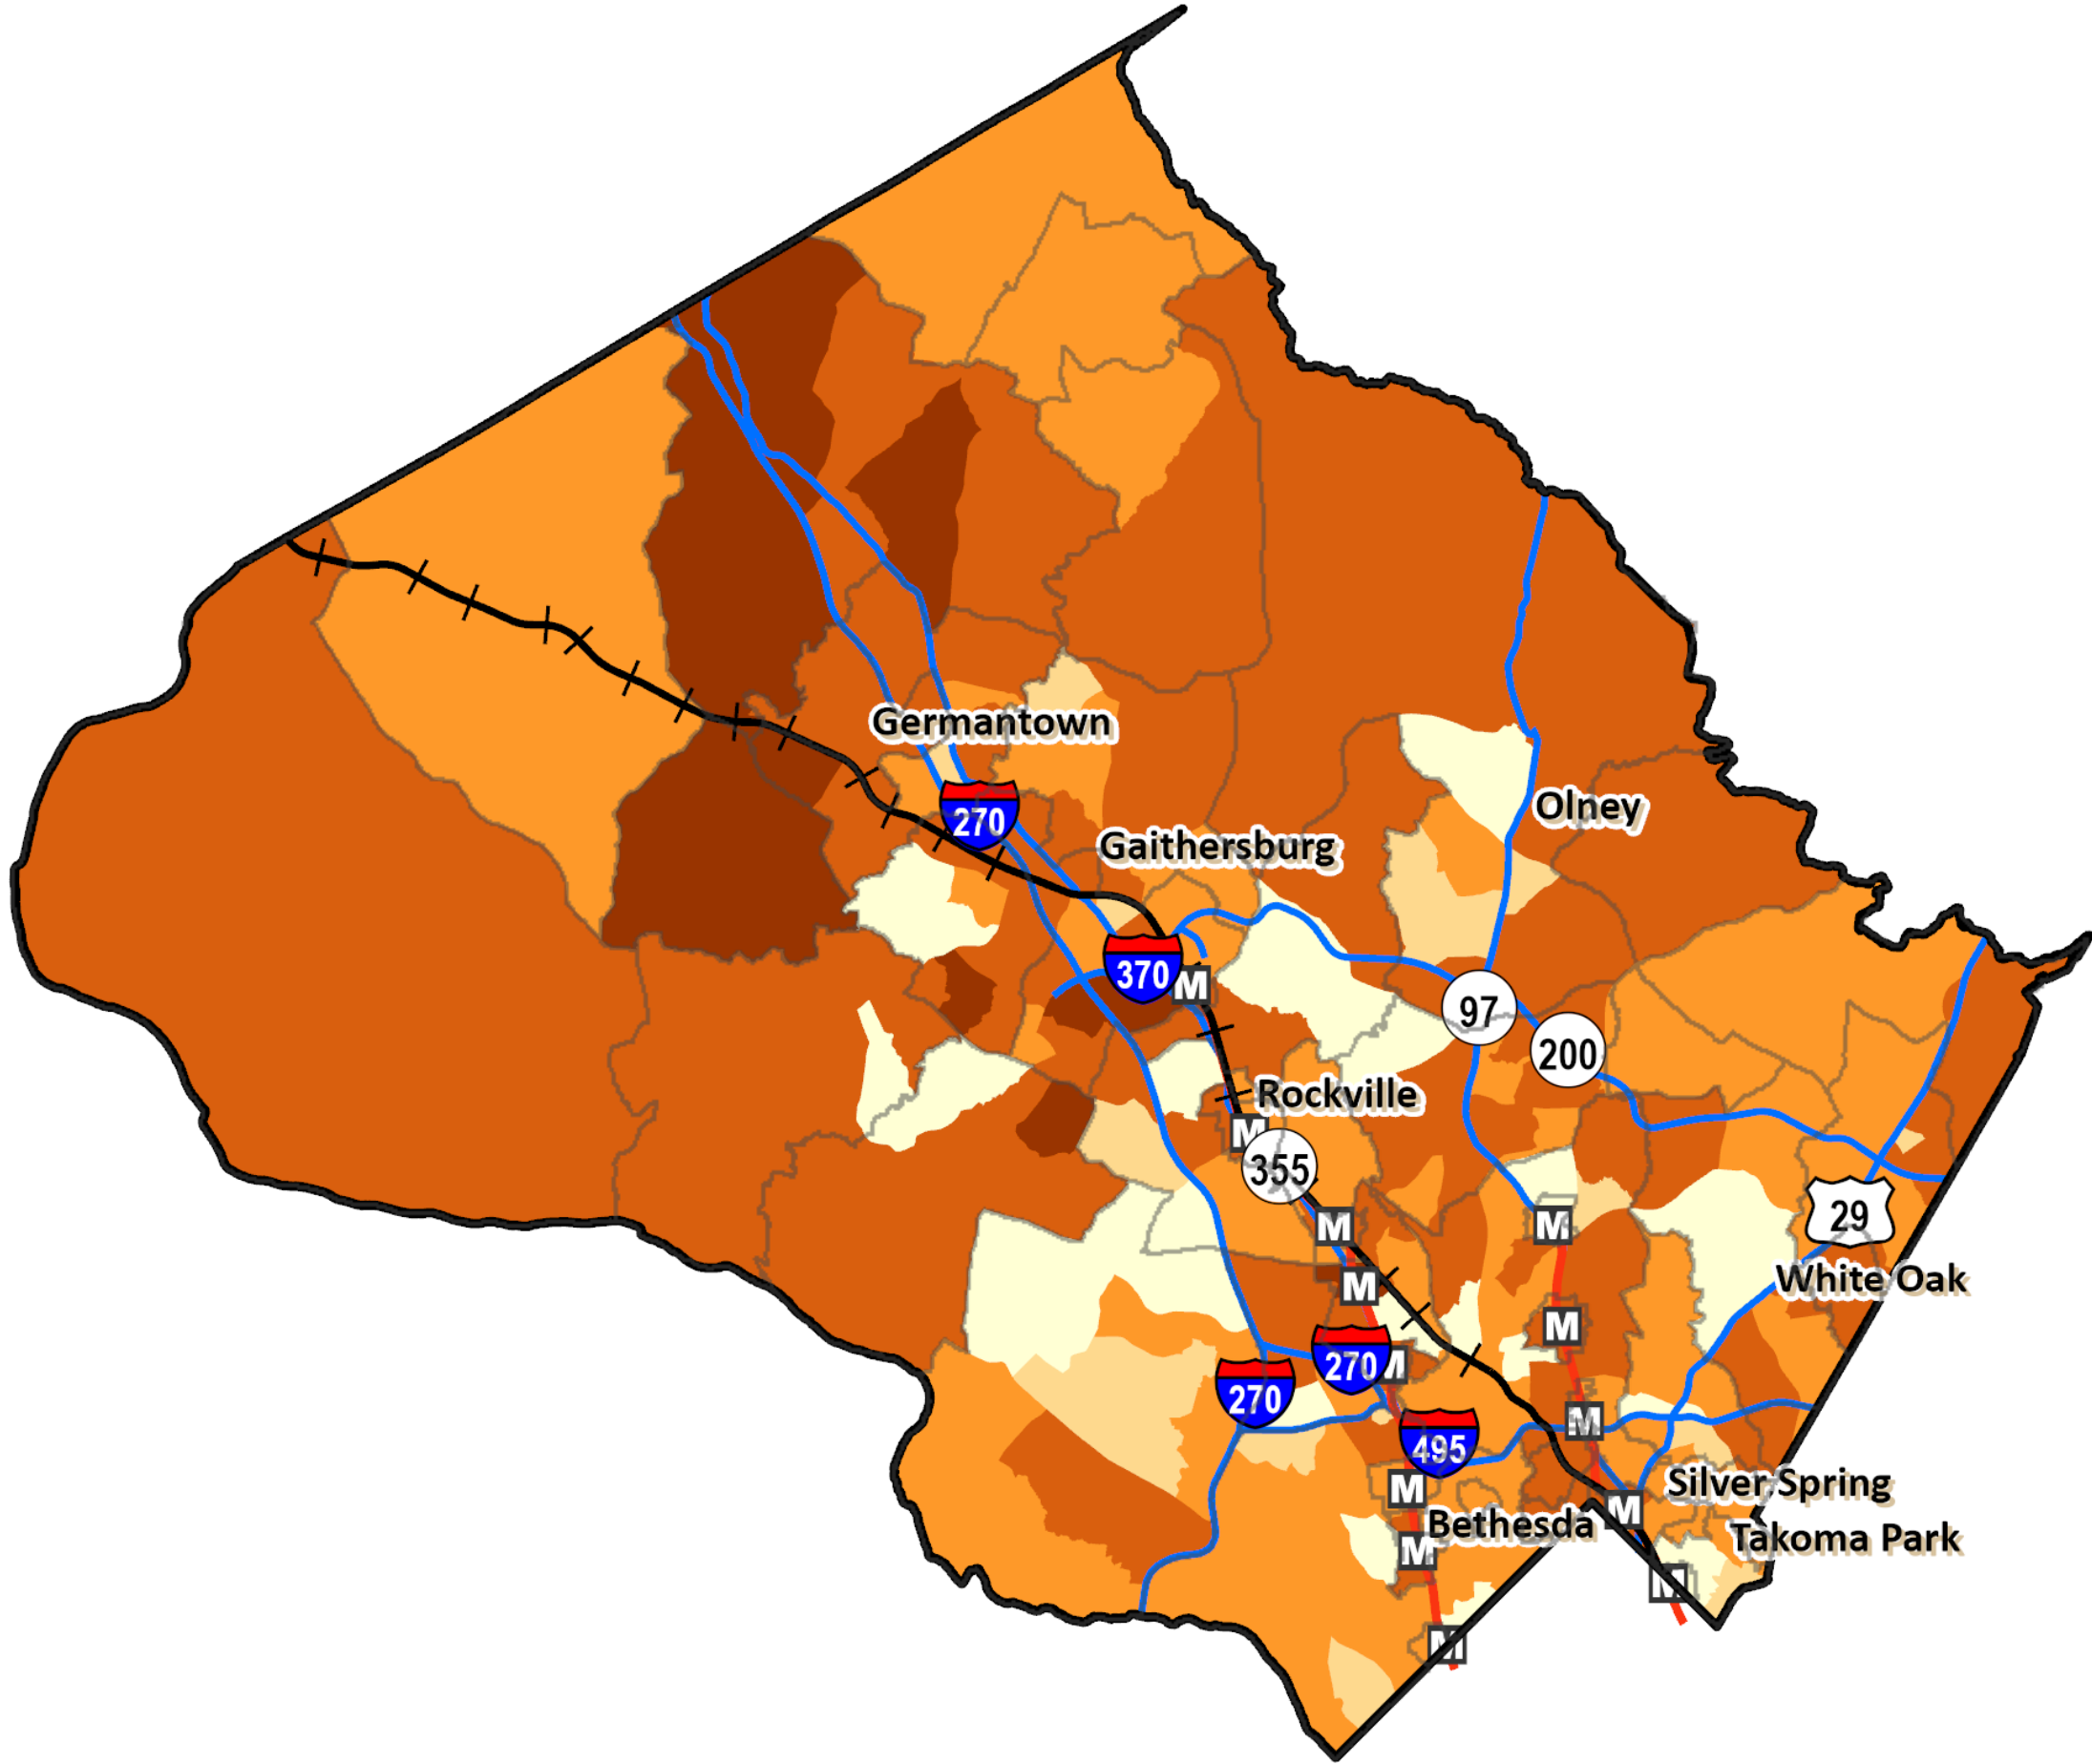 Germantown
270
Olney
Gaithersburg
370
M
97
200
Rockville
M
355
M
M
29
White Oak
M
M
270
M
270
M
495
M
Silver Spring
M
Bethesda
M
Takoma Park
M
M